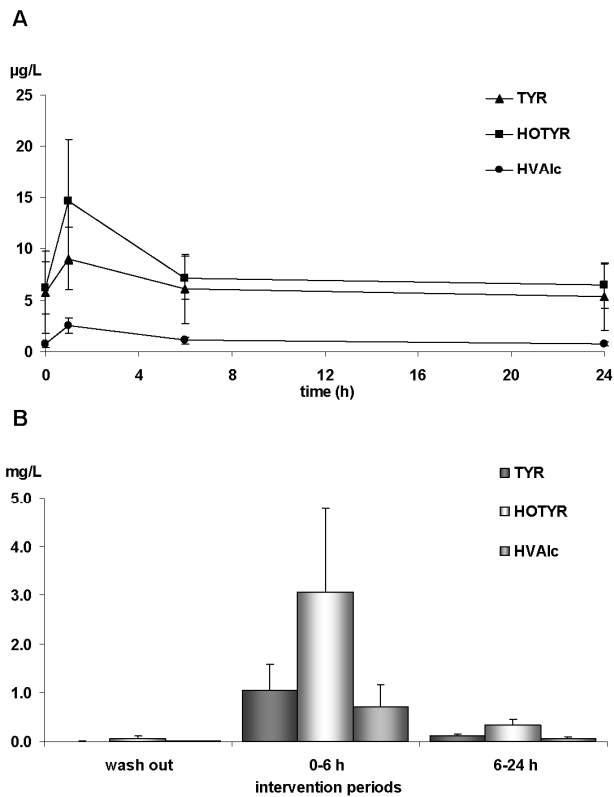 A
µg/L
25
20
15
10
5
0
TYR
HOTYR
HVAlc
0 4 8 12 16 20 24
time (h)
B
mg/L
5.0
4.0
3.0
2.0
1.0
0.0
TYR
HOTYR
HVAlc
wash out 0-6 h 6-24 h
intervention periods